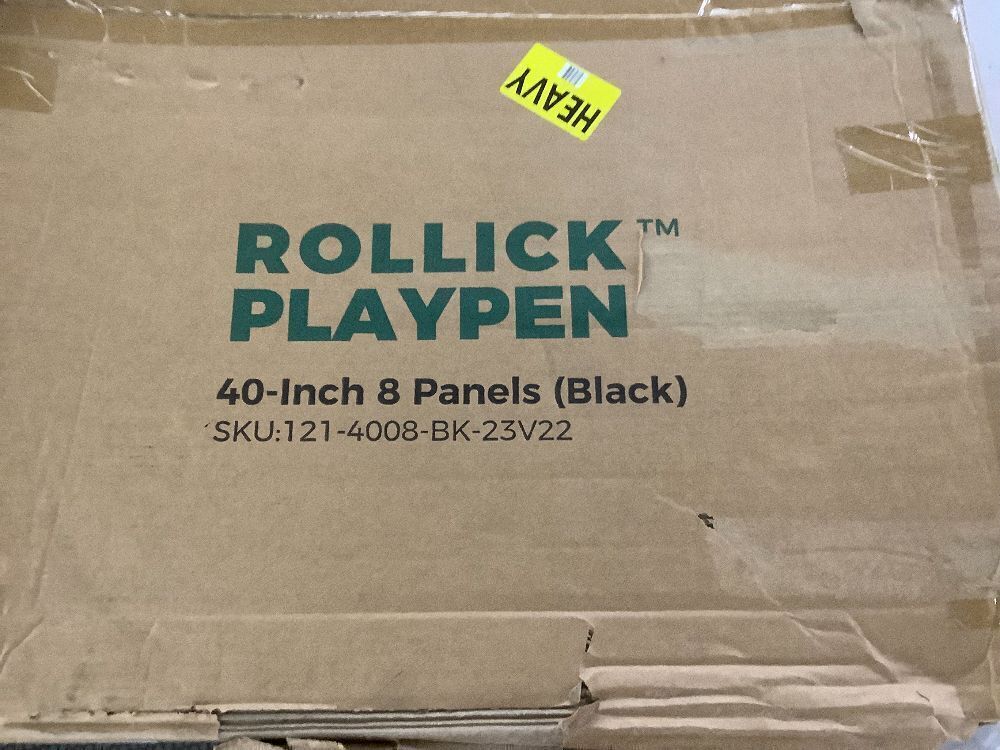 HEAVY
ROLLICK™
PLAYPEN
40-Inch 8 Panels (Black)
SKU:121-4008-BK-23V22